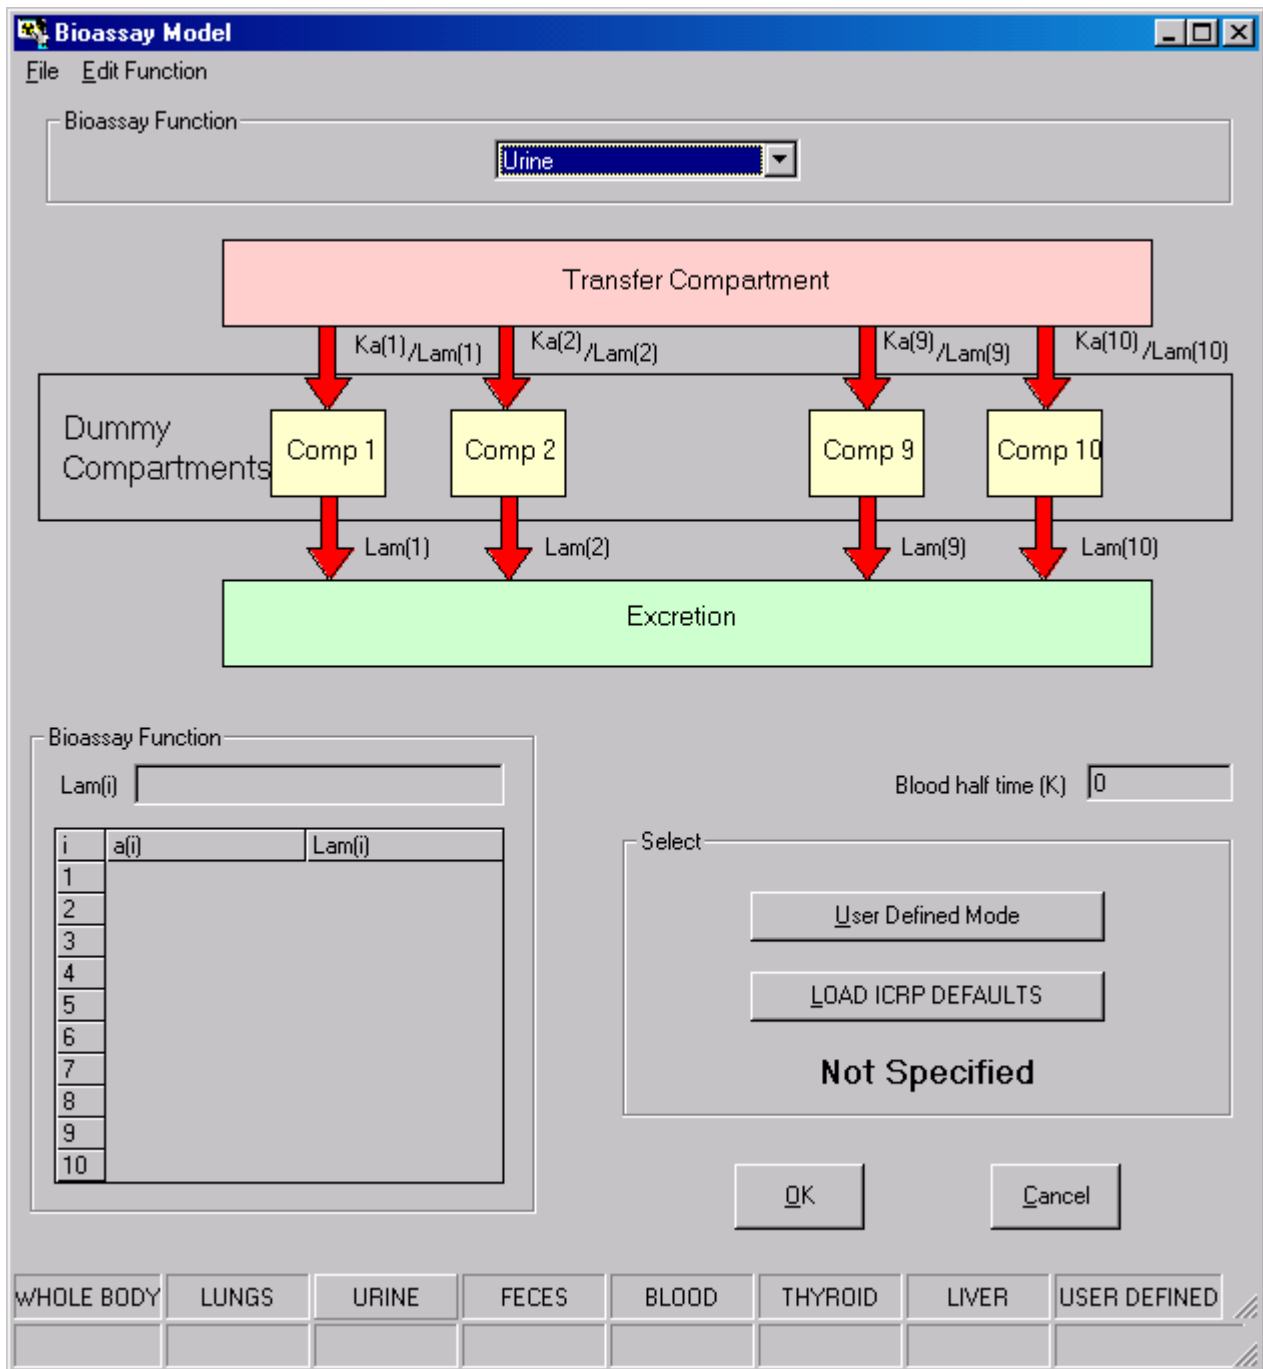 Bioassay Model
File Edit Function
Bioassay Function
Urine
Transfer Compartment
Ka(1)/Lam(1) Ka(2)/Lam(2) Ka(9)/Lam(9) Ka(10)/Lam(10)
Dummy
Compartments
Comp 1 Comp 2 Comp 9 Comp 10
Lam(1) Lam(2) Lam(9) Lam(10)
Excretion
Bioassay Function
Lam(i)
Blood half time (K) 0
i a(i) Lam(i)
1
2
3
4
5
6
7
8
9
10
Select
User Defined Mode
LOAD ICRP DEFAULTS
Not Specified
OK Cancel
WHOLE BODY LUNGS URINE FECES BLOOD THYROID LIVER USER DEFINED